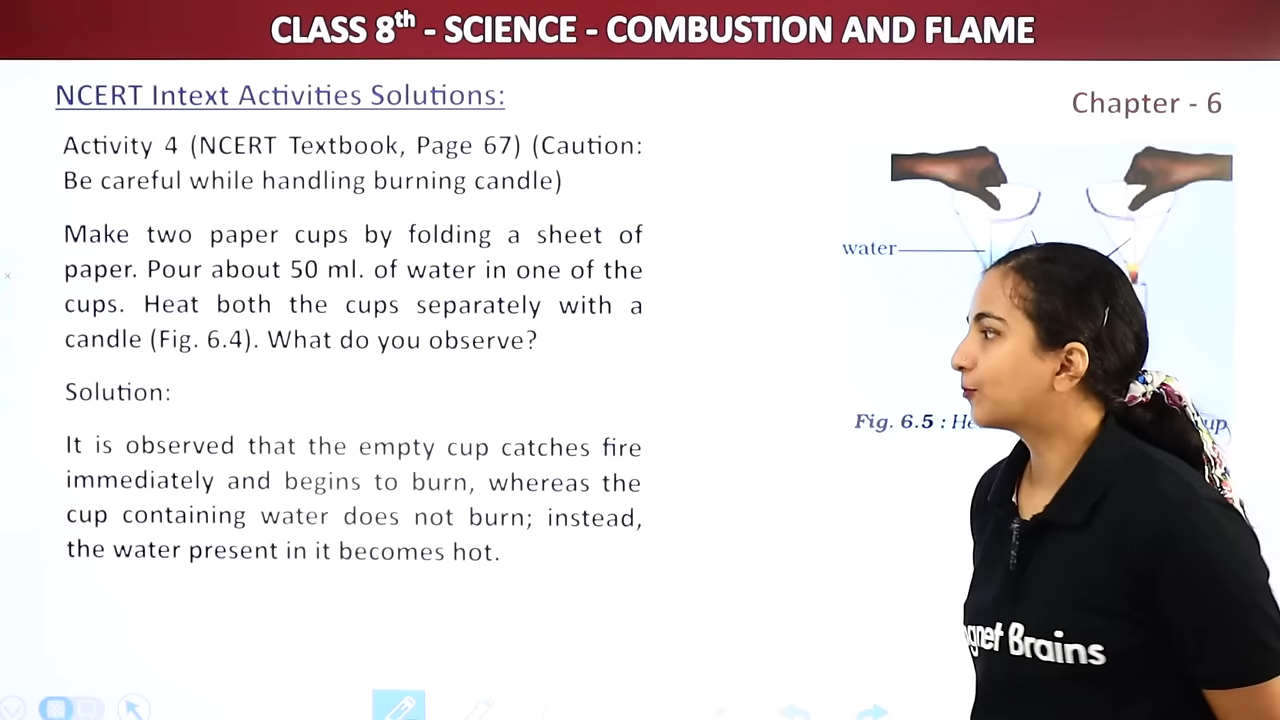 CLASS 8th - SCIENCE - COMBUSTION AND FLAME
NCERT Intext Activities Solutions:
Chapter - 6
Activity 4 (NCERT Textbook, Page 67) (Caution:
Be careful while handling burning candle)
Make two paper cups by folding a sheet of
paper. Pour about 50 ml. of water in one of the
cups. Heat both the cups separately with a
candle (Fig. 6.4). What do you observe?
Solution:
It is observed that the empty cup catches fire
immediately and begins to burn, whereas the
cup containing water does not burn; instead,
the water present in it becomes hot.
water
Fig. 6.5 :
Brains